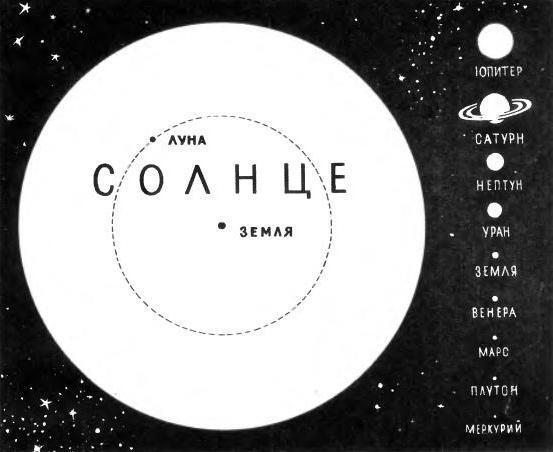 ЛУНА
СОЛНЦЕ
ЗЕМЛЯ
ЮПИТЕР
САТУРН
НЕПТУН
УРАН
ЗЕМЛЯ
ВЕНЕРА
МАРС
ПЛУТОН
МЕРКУРИЙ